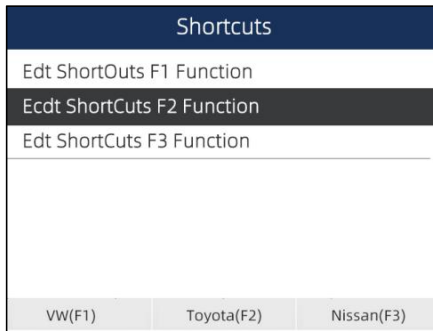 Shortcuts
Edt ShortOuts F1 Function
Ecdt ShortCuts F2 Function
Edt ShortCuts F3 Function
VW(F1) Toyota(F2) Nissan(F3)